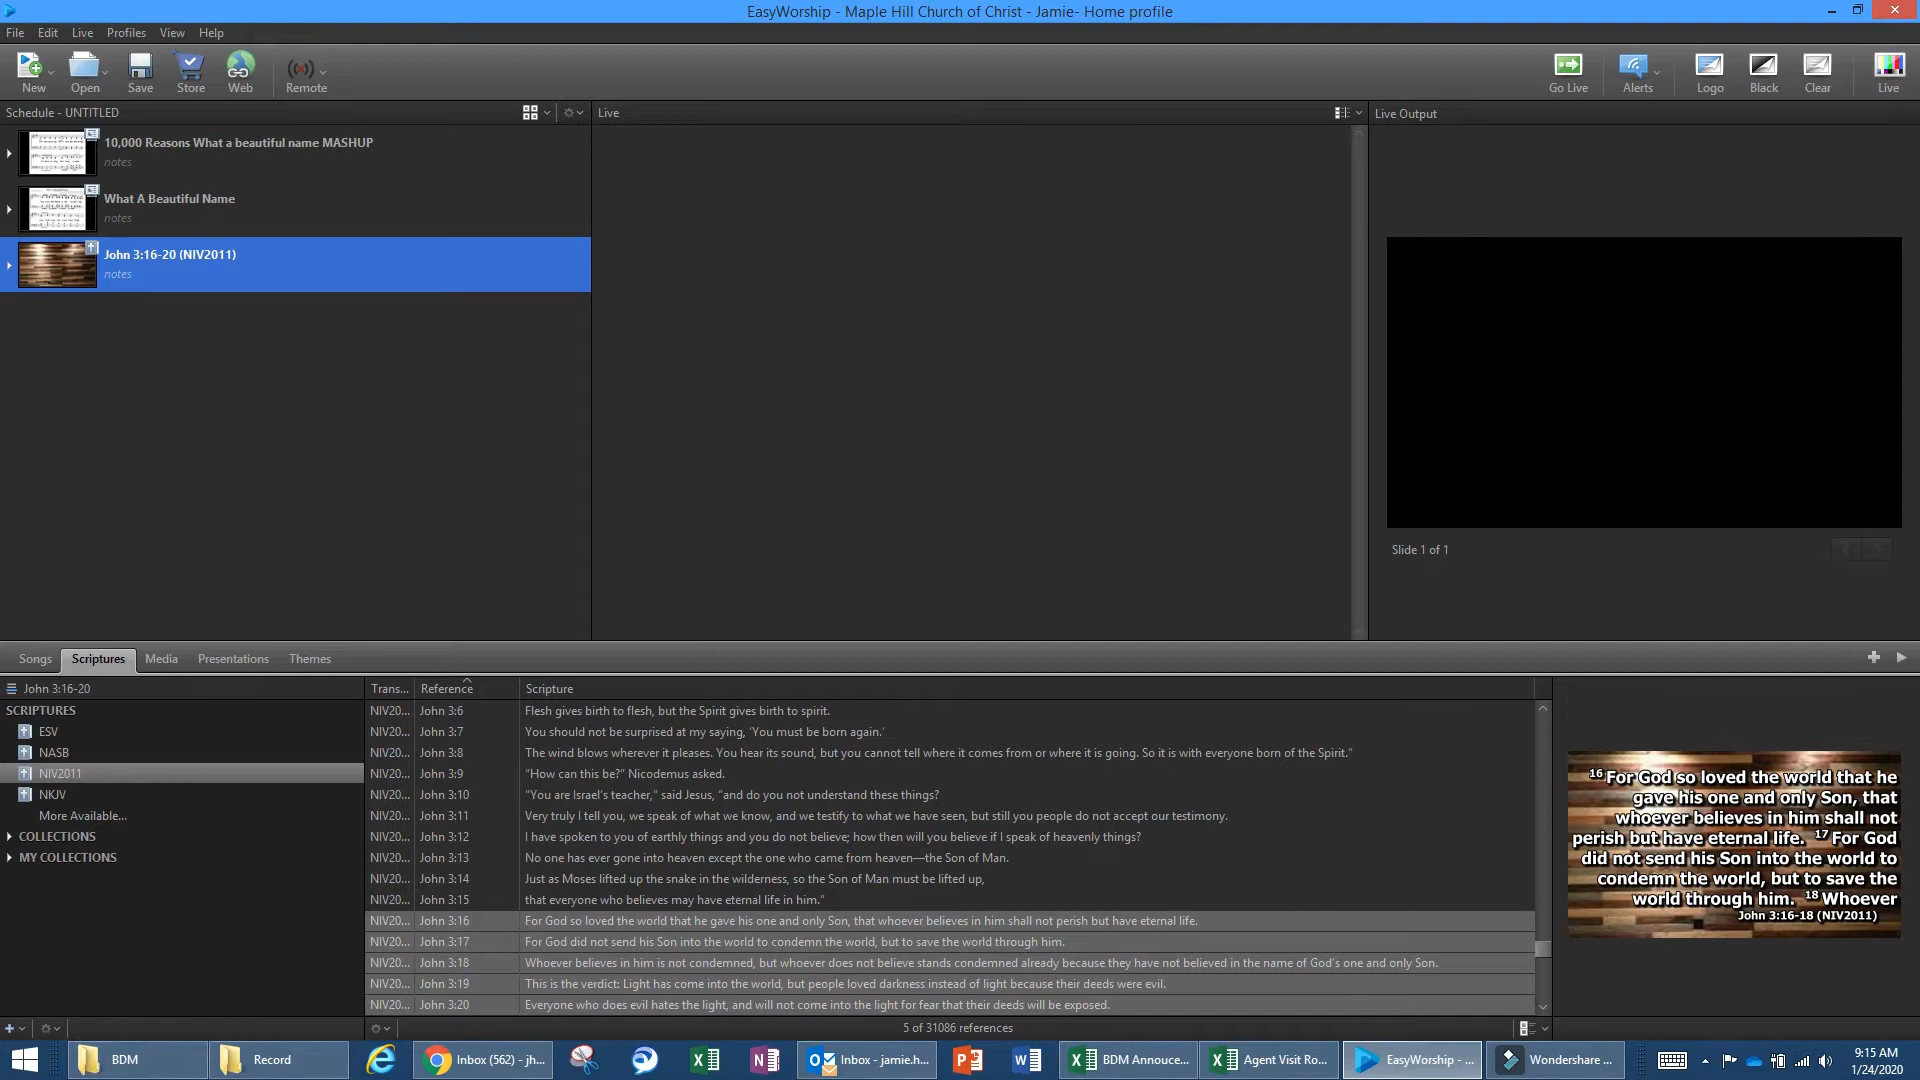 EasyWorship - Maple Hill Church of Christ - Jamie- Home profile
File Edit Live Profiles View Help
New Open Save Store Web Remote Go Live Alerts Logo Black Clear Live
Schedule - UNTITLED
Live
Live Output
10,000 Reasons What a beautiful name MASHUP
notes
What A Beautiful Name
notes
John 3:16-20 (NIV2011)
notes
Slide 1 of 1
Songs Scriptures Media Presentations Themes
John 3:16-20
SCRIPTURES
ESV
NASB
NIV2011
NKJV
More Available...
COLLECTIONS
MY COLLECTIONS
Trans... Reference Scripture
NIV20... John 3:6 Flesh gives birth to flesh, but the Spirit gives birth to spirit.
NIV20... John 3:7 You should not be surprised at my saying, ‘You must be born again.’
NIV20... John 3:8 The wind blows wherever it pleases. You hear its sound, but you cannot tell where it comes from or where it is going. So it is with everyone born of the Spirit.”
NIV20... John 3:9 “How can this be?” Nicodemus asked.
NIV20... John 3:10 “You are Israel’s teacher,” said Jesus, “and do you not understand these things?
NIV20... John 3:11 Very truly I tell you, we speak of what we know, and we testify to what we have seen, but still you people do not accept our testimony.
NIV20... John 3:12 I have spoken to you of earthly things and you do not believe; how then will you believe if I speak of heavenly things?
NIV20... John 3:13 No one has ever gone into heaven except the one who came from heaven—the Son of Man.
NIV20... John 3:14 Just as Moses lifted up the snake in the wilderness, so the Son of Man must be lifted up,
NIV20... John 3:15 that everyone who believes may have eternal life in him.”
NIV20... John 3:16 For God so loved the world that he gave his one and only Son, that whoever believes in him shall not perish but have eternal life.
NIV20... John 3:17 For God did not send his Son into the world to condemn the world, but to save the world through him.
NIV20... John 3:18 Whoever believes in him is not condemned, but whoever does not believe stands condemned already because they have not believed in the name of God’s one and only Son.
NIV20... John 3:19 This is the verdict: Light has come into the world, but people loved darkness instead of light because their deeds were evil.
NIV20... John 3:20 Everyone who does evil hates the light, and will not come into the light for fear that their deeds will be exposed.
5 of 31086 references
16 For God so loved the world that he
gave his one and only Son, that
whoever believes in him shall not
perish but have eternal life. 17 For God
did not send his Son into the world to
condemn the world, but to save the
world through him. 18 Whoever
John 3:16-18 (NIV2011)
BDM Record Inbox (562) - jh... Inbox - jamie.h... BDM Annouce... Agent Visit Ro... EasyWorship - ... Wondershare ...
9:15 AM
1/24/2020